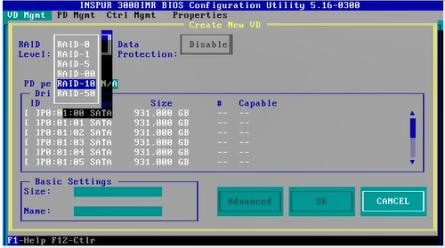 INSPUR 3008IMR BIOS Configuration Utility 5.16-0300
VD Mgmt PD Mgmt Ctrl Mgmt Properties
Create New VD
RAID Level:
RAID-0
RAID-1
RAID-5
RAID-00
RAID-10
RAID-50
Data Protection: Disable
PD pe N/A
Dri
ID Size # Capable
[ ]P0:01:00 SATA 931.000 GB -- --
[ ]P0:01:01 SATA 931.000 GB -- --
[ ]P0:01:04 SATA 931.000 GB -- --
[ ]P0:01:02 SATA 931.000 GB -- --
[ ]P0:01:03 SATA 931.000 GB -- --
[ ]P0:01:05 SATA 931.000 GB -- --
Basic Settings
Size:
Name:
Advanced OK CANCEL
F1-Help F12-Ctlr